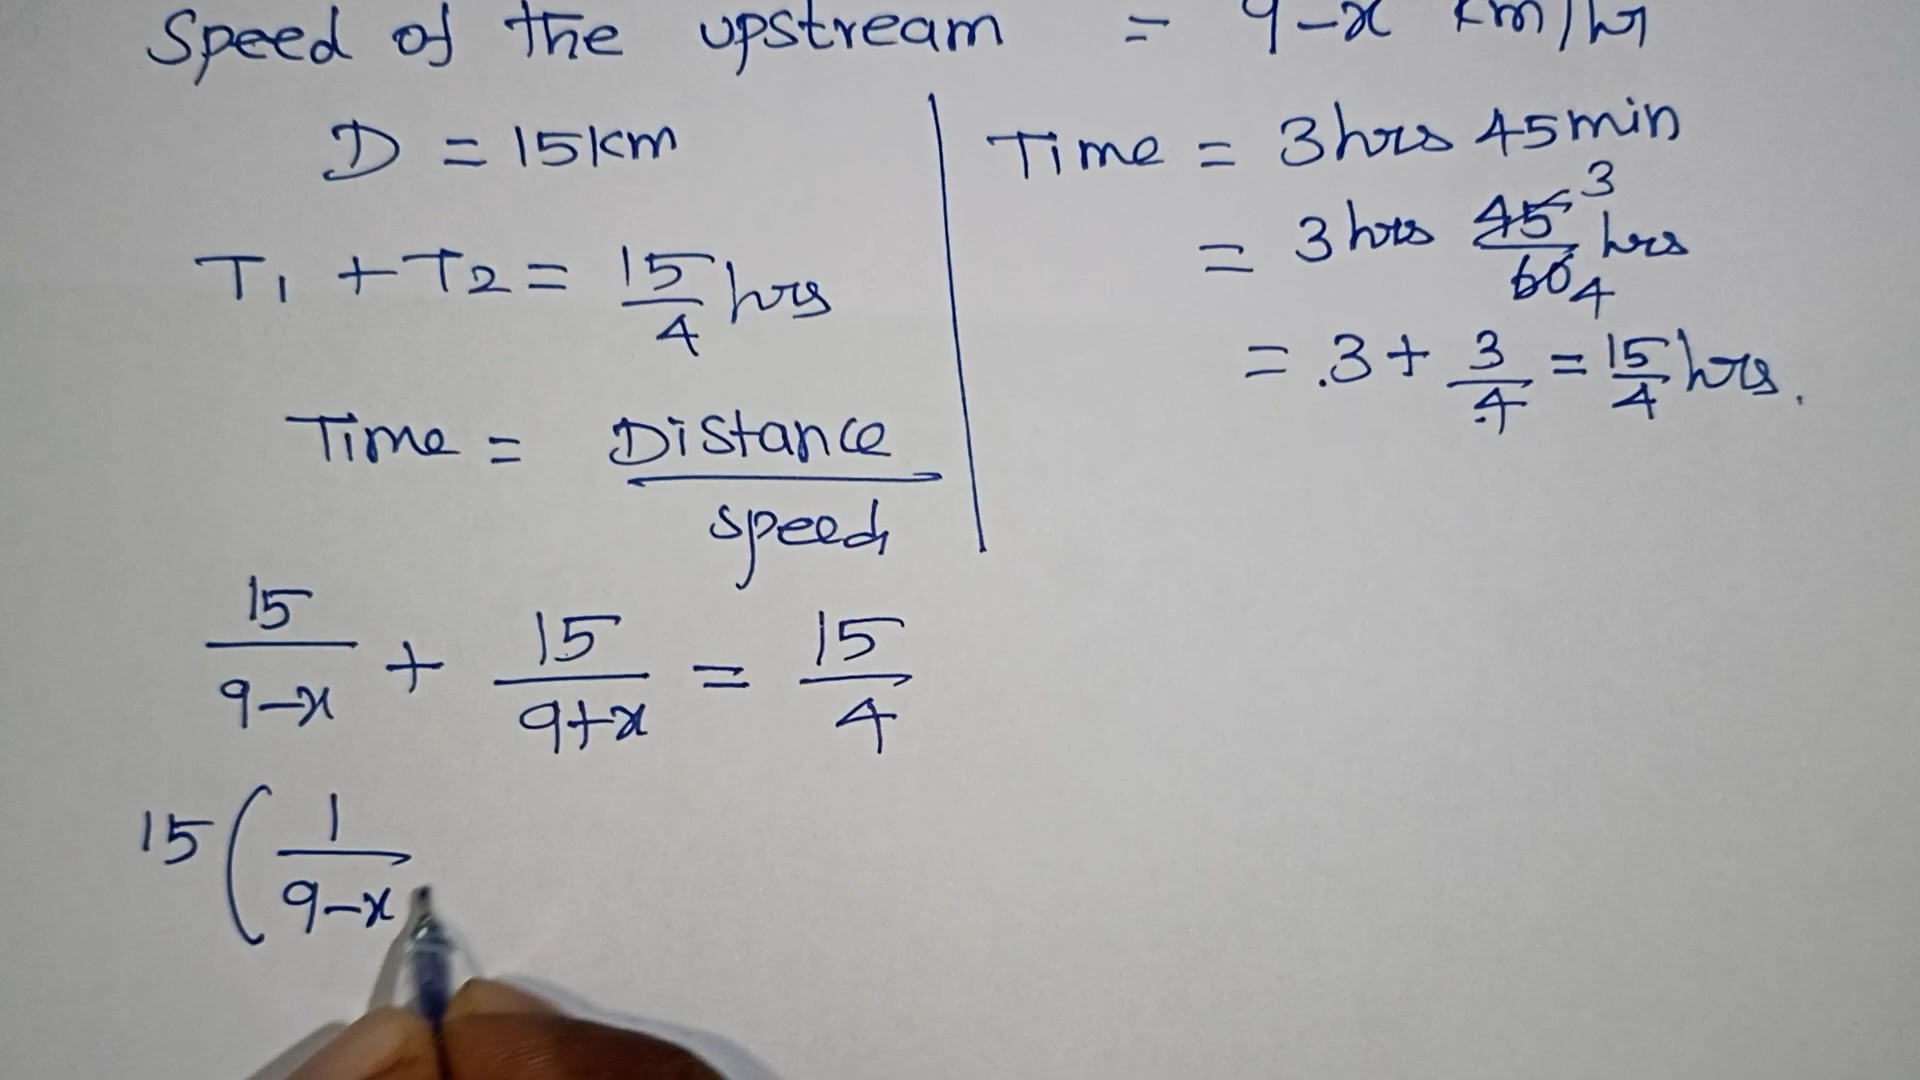 Speed of the upstream = 9-x km/hr
D = 15km
T1 + T2 = 15/4 hrs
Time = Distance/speed
Time = 3hrs 45min
= 3hrs 45/60 3/4 hrs
= .3 + 3/4 = 15/4 hrs.
15/9-x + 15/9+x = 15/4
15 ( 1/9-x